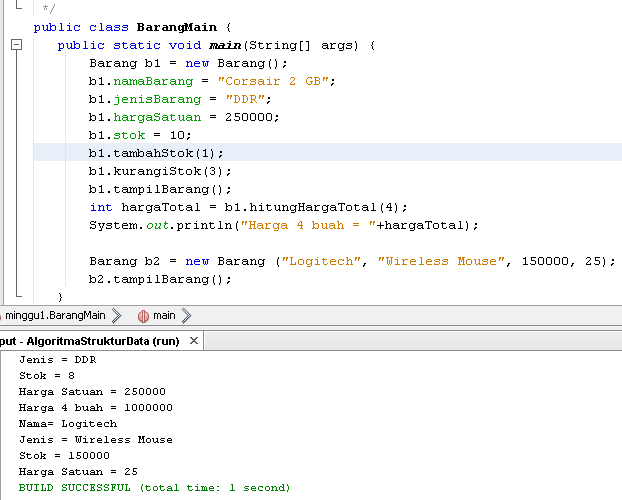 */
public class BarangMain {
public static void main(String[] args) {
Barang b1 = new Barang();
b1.namaBarang = "Corsair 2 GB";
b1.jenisBarang = "DDR";
b1.hargaSatuan = 250000;
b1.stok = 10;
b1.tambahStok(1);
b1.kurangiStok(3);
b1.tampilBarang();
int hargaTotal = b1.hitungHargaTotal(4);
System.out.println("Harga 4 buah = "+hargaTotal);
Barang b2 = new Barang ("Logitech", "Wireless Mouse", 150000, 25);
b2.tampilBarang();
}
minggu1.BarangMain main
put - AlgoritmaStrukturData (run) ×
Jenis = DDR
Stok = 8
Harga Satuan = 250000
Harga 4 buah = 1000000
Nama= Logitech
Jenis = Wireless Mouse
Stok = 150000
Harga Satuan = 25
BUILD SUCCESSFUL (total time: 1 second)